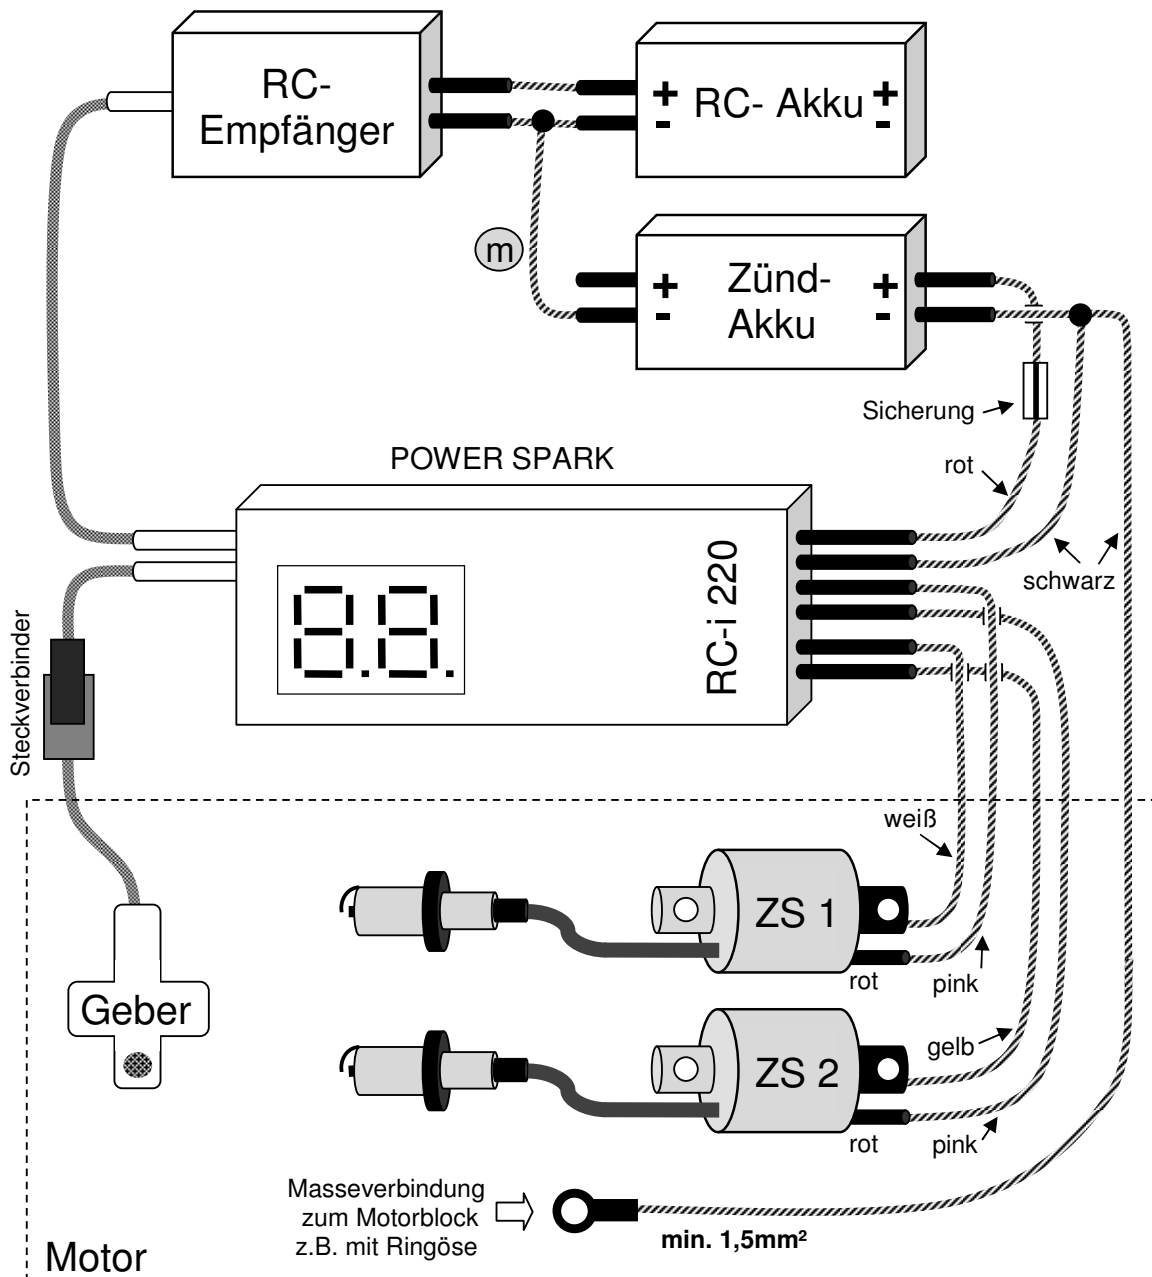 RC-
Empfänger
+ RC- Akku +
- -
m
+ Zünd- +
- Akku -
Sicherung
POWER SPARK
rot
RC-i 220
8.8.
schwarz
Steckverbinder
weiß
ZS 1
rot
pink
Geber
gelb
ZS 2
rot
pink
Masseverbindung
zum Motorblock
z.B. mit Ringöse
min. 1,5mm²
Motor